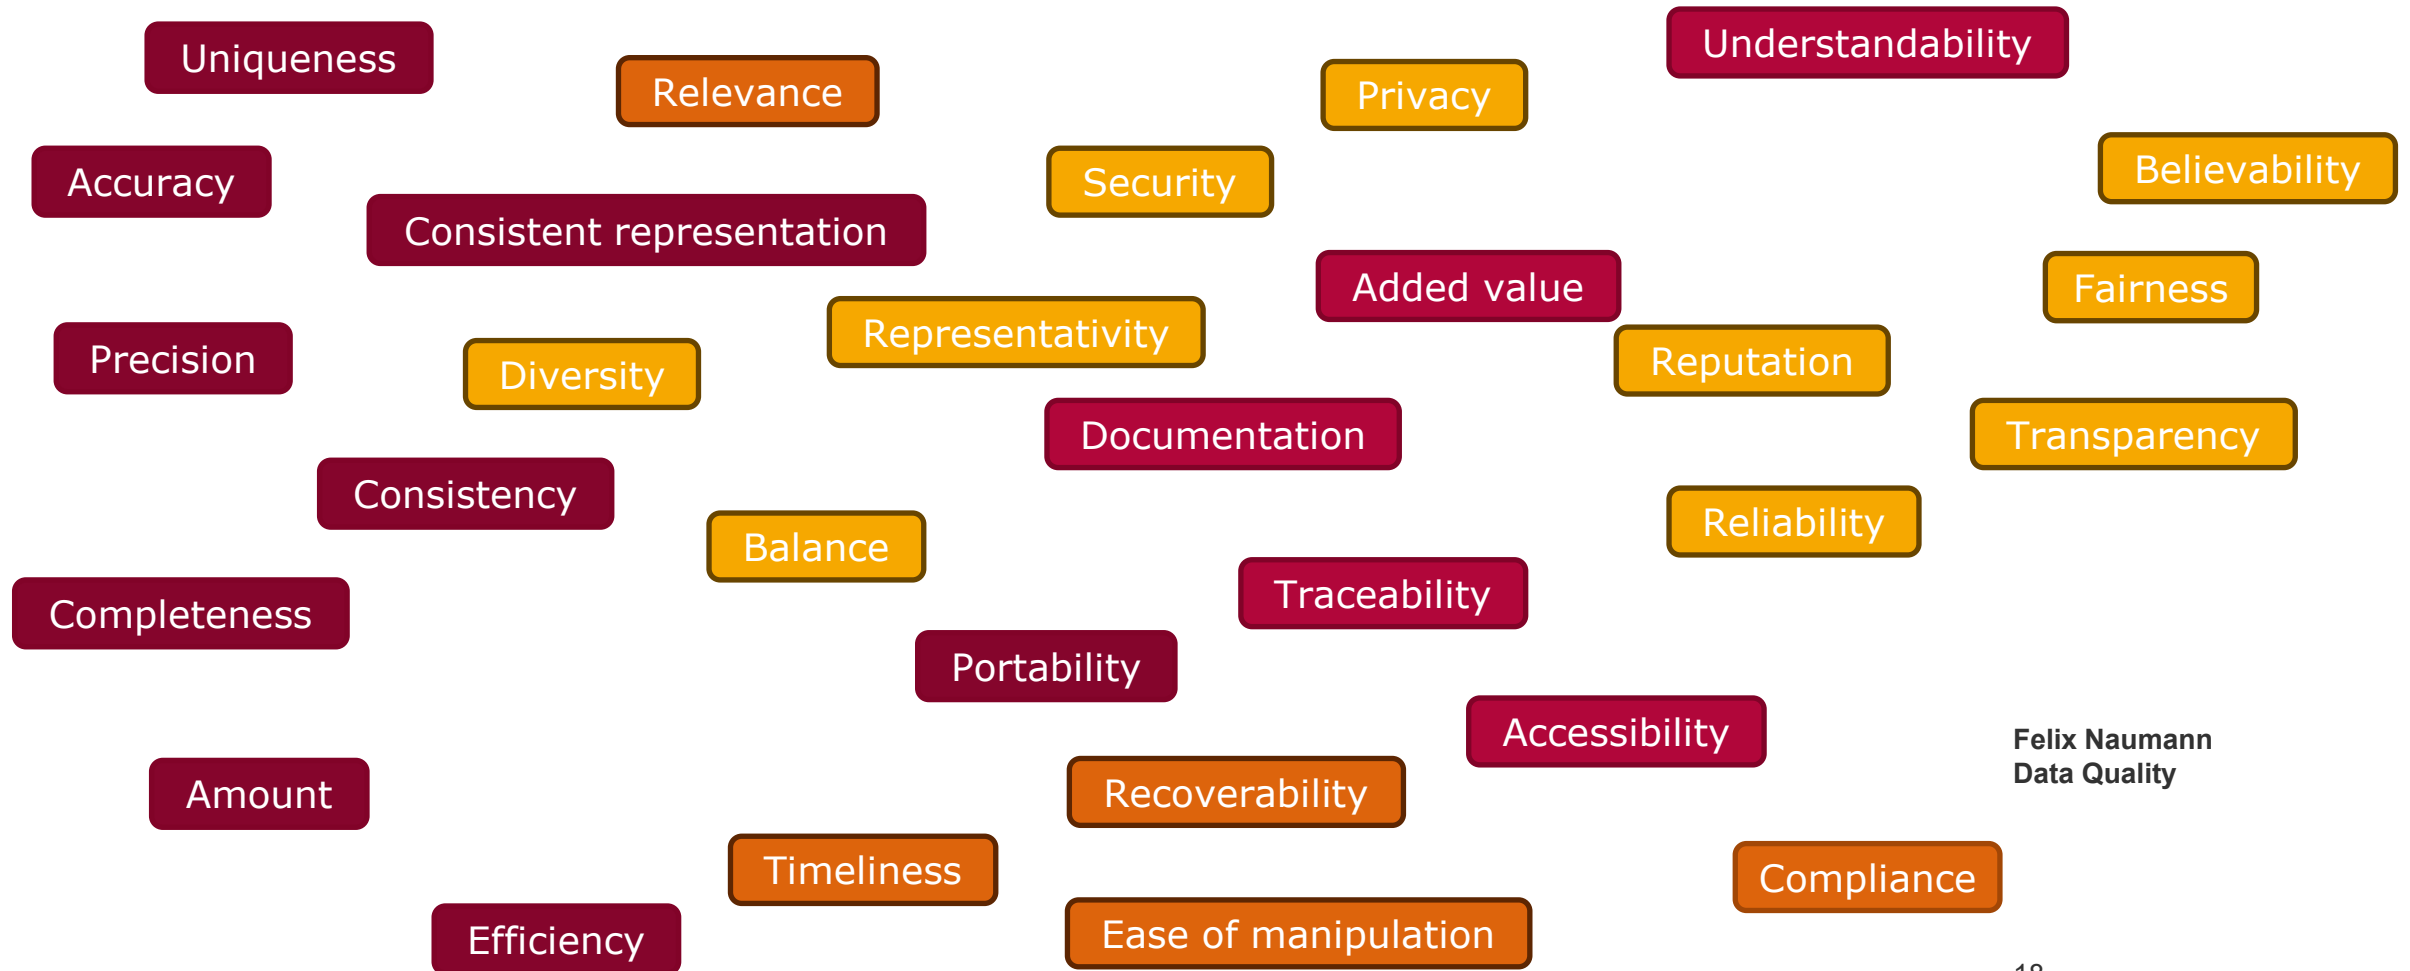 Uniqueness
Relevance
Privacy
Understandability
Accuracy
Consistent representation
Security
Believability
Added value
Fairness
Precision
Diversity
Representativity
Reputation
Documentation
Transparency
Consistency
Balance
Reliability
Completeness
Traceability
Portability
Accessibility
Felix Naumann
Data Quality
Amount
Recoverability
Timeliness
Compliance
Efficiency
Ease of manipulation